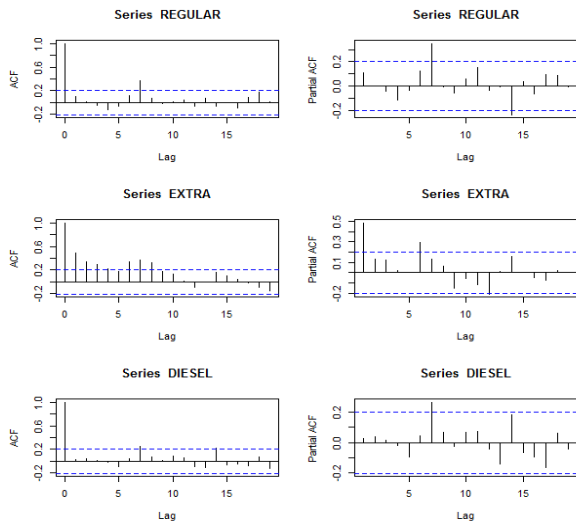 Series REGULAR
ACF
-0.2 0.2 0.6 1.0
0 5 10 15
Lag
Series REGULAR
Partial ACF
-0.2 0.0 0.2
5 10 15
Lag
Series EXTRA
ACF
-0.2 0.2 0.6 1.0
0 5 10 15
Lag
Series EXTRA
Partial ACF
-0.2 0.1 0.3 0.5
5 10 15
Lag
Series DIESEL
ACF
-0.2 0.2 0.6 1.0
0 5 10 15
Lag
Series DIESEL
Partial ACF
-0.2 0.0 0.2
5 10 15
Lag